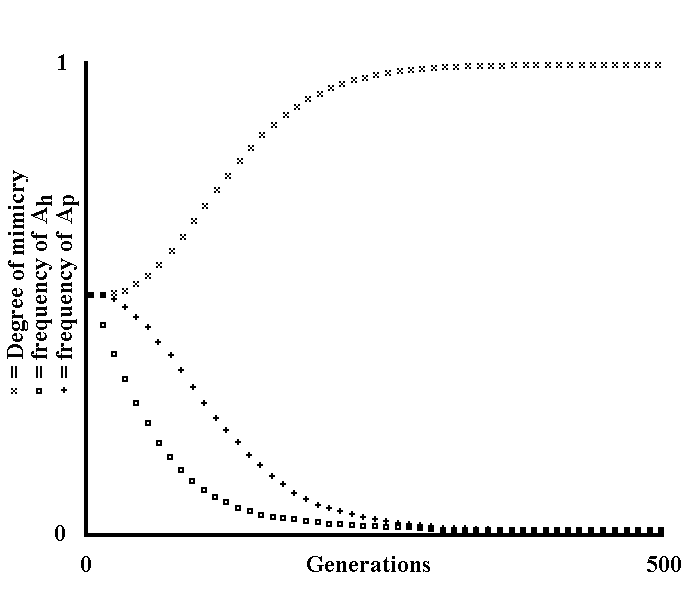 1
× = Degree of mimicry
▫ = frequency of Ah
+ = frequency of Ap
0
0
Generations
500